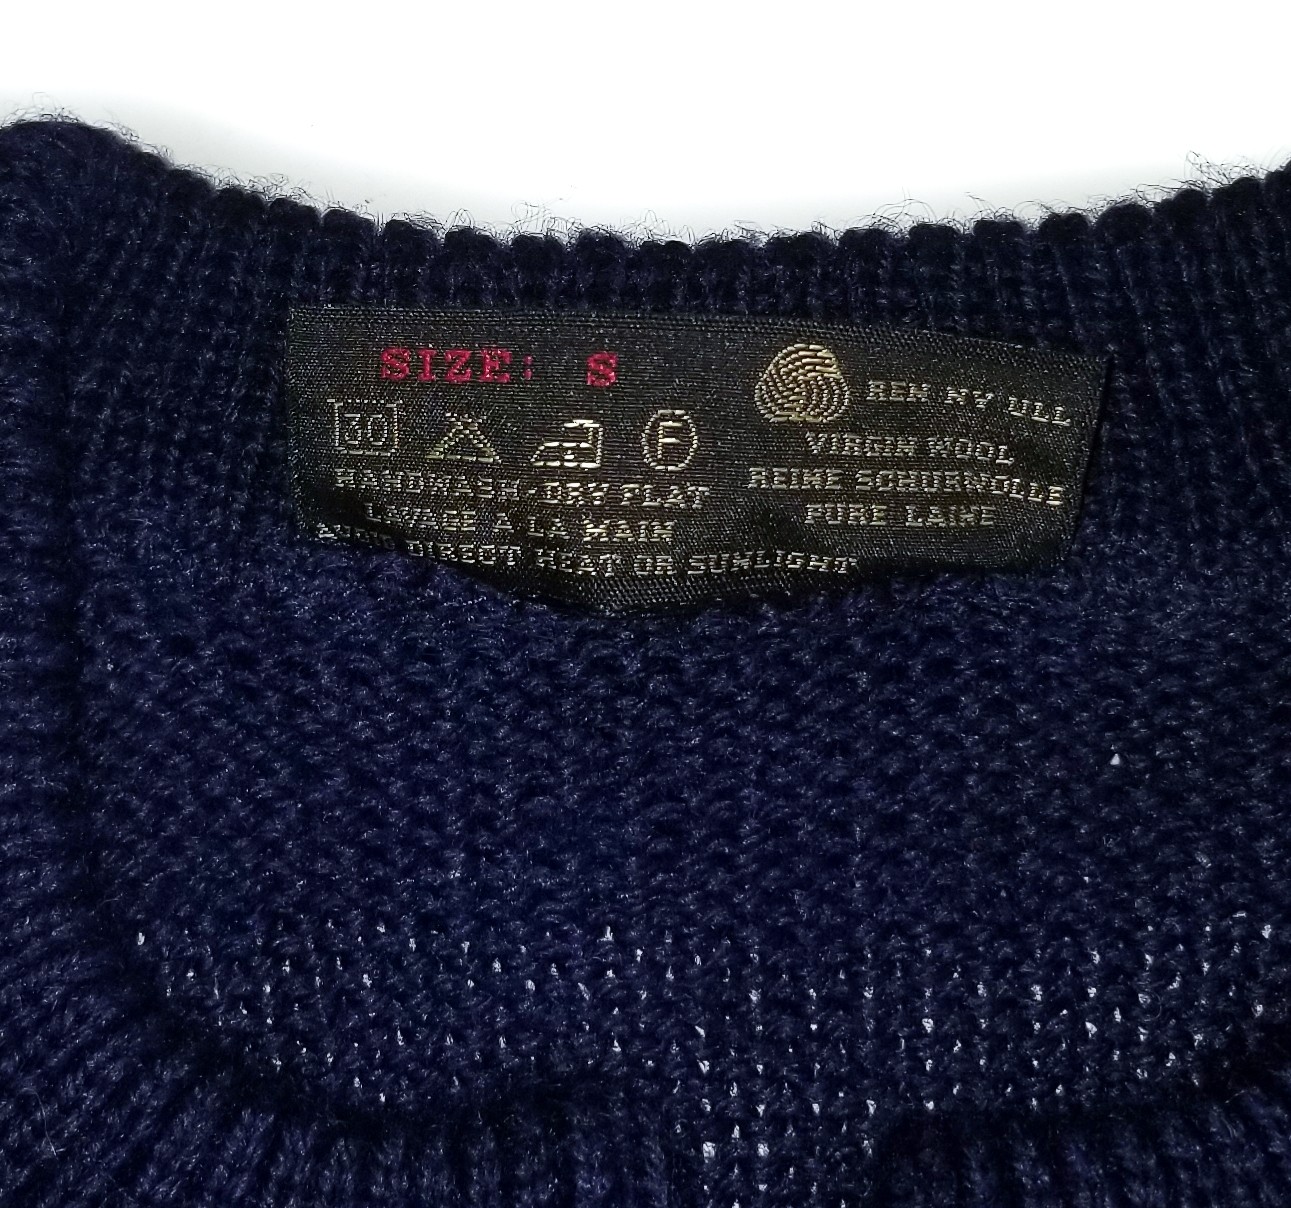 SIZE: S
30
F
HANDWASH-DRY FLAT
LAVAGE A LA MAIN
AVOID DIRECT HEAT OR SUNLIGHT
REN NY ULL
VIRGIN WOOL
REINE SCHURWOLLE
PURE LAINE